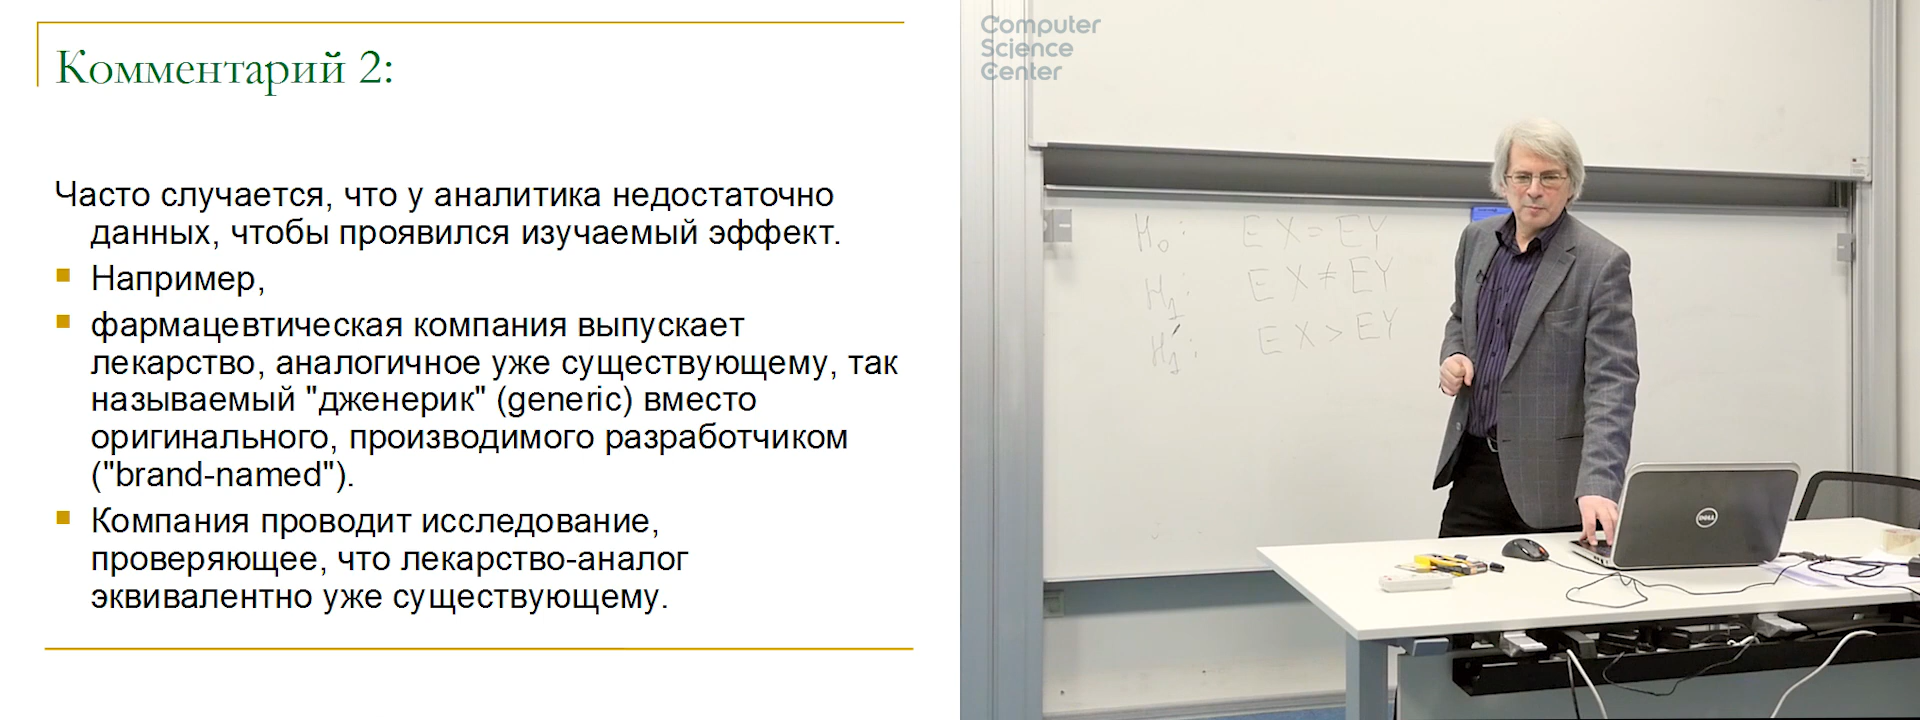 Комментарий 2:
Часто случается, что у аналитика недостаточно
данных, чтобы проявился изучаемый эффект.
Например,
фармацевтическая компания выпускает
лекарство, аналогичное уже существующему, так
называемый "дженерик" (generic) вместо
оригинального, производимого разработчиком
("brand-named").
Компания проводит исследование,
проверяющее, что лекарство-аналог
эквивалентно уже существующему.
Computer
Science
Center
H₀: EX = EY
H₁: EX ≠ EY
H₁′: EX > EY
DELL